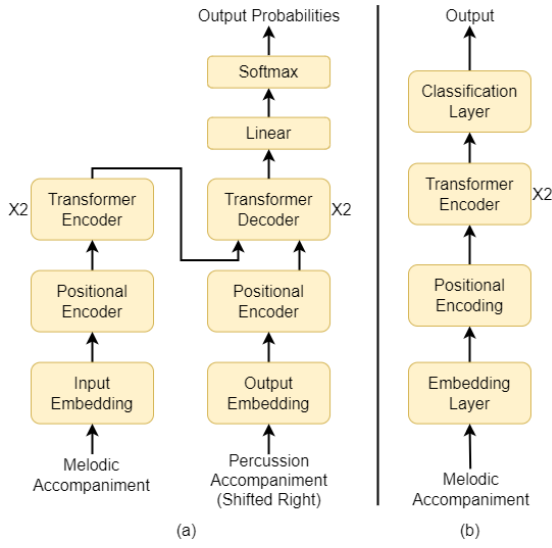 Output Probabilities
Softmax
Linear
X2
Transformer
Encoder
Transformer
Decoder
X2
Positional
Encoder
Positional
Encoder
Input
Embedding
Output
Embedding
Melodic
Accompaniment
Percussion
Accompaniment
(Shifted Right)
(a)
Output
Classification
Layer
Transformer
Encoder
X2
Positional
Encoding
Embedding
Layer
Melodic
Accompaniment
(b)